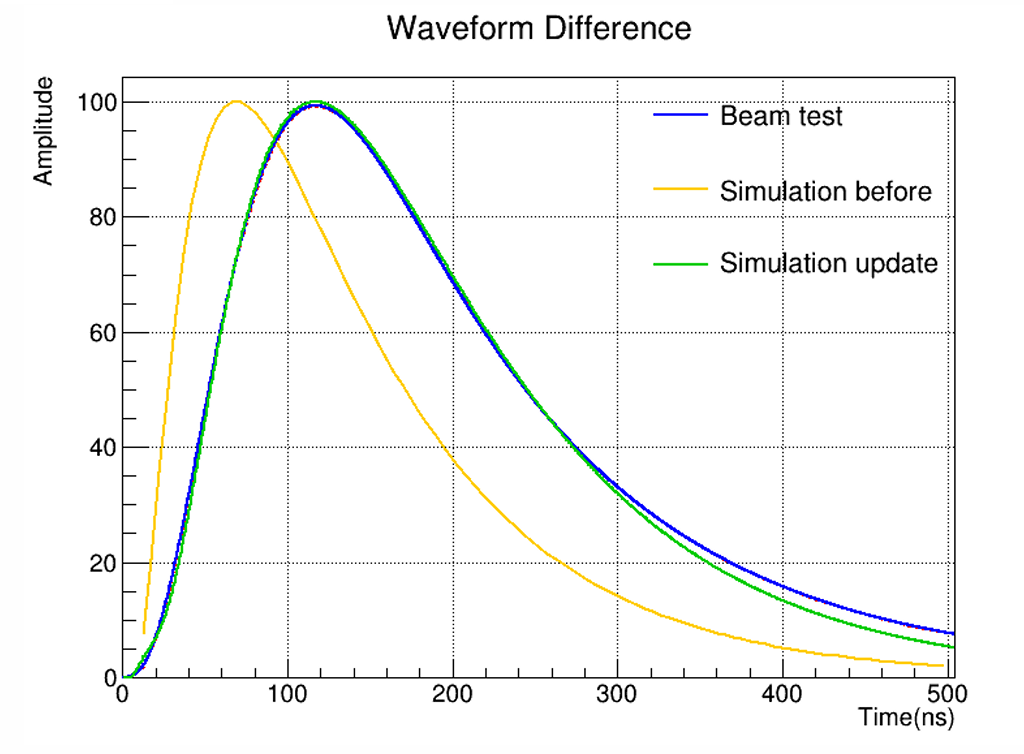 Waveform Difference
Amplitude
100
80
60
40
20
0
Beam test
Simulation before
Simulation update
0 100 200 300 400 500
Time(ns)